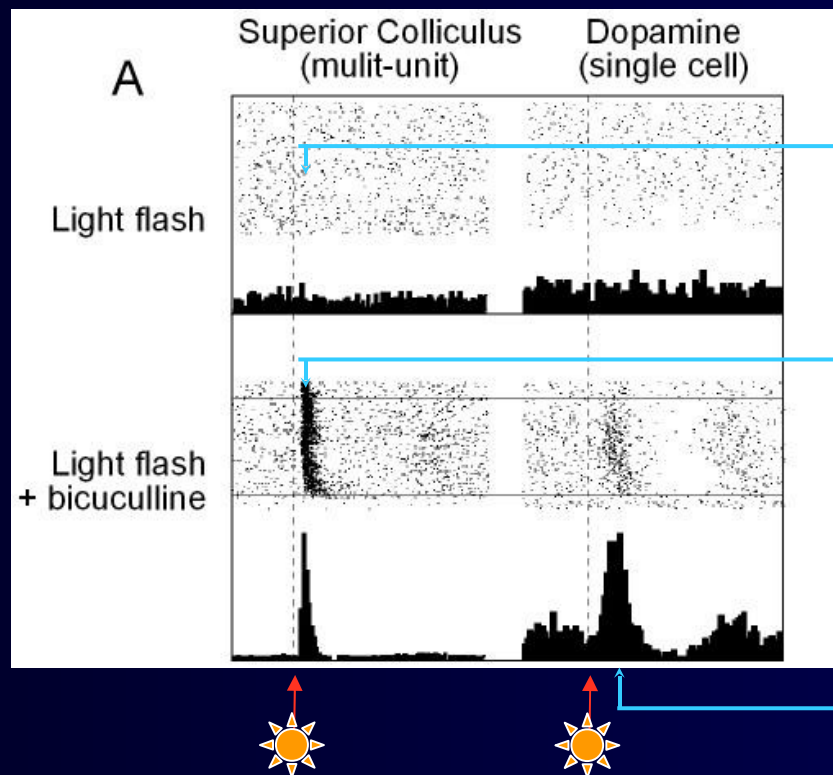 Superior Colliculus
(mulit-unit)
Dopamine
(single cell)
A
Light flash
Light flash
+ bicuculline